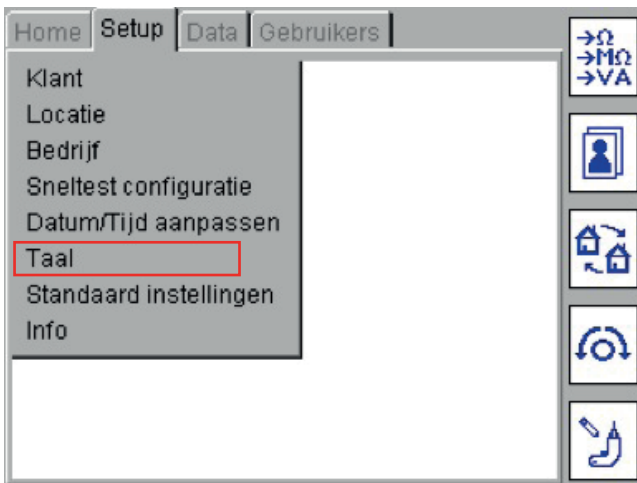 Home Setup Data Gebruikers
Klant
Locatie
Bedrijf
Sneltest configuratie
Datum/Tijd aanpassen
Taal
Standaard instellingen
Info
→Ω
→MΩ
→VA